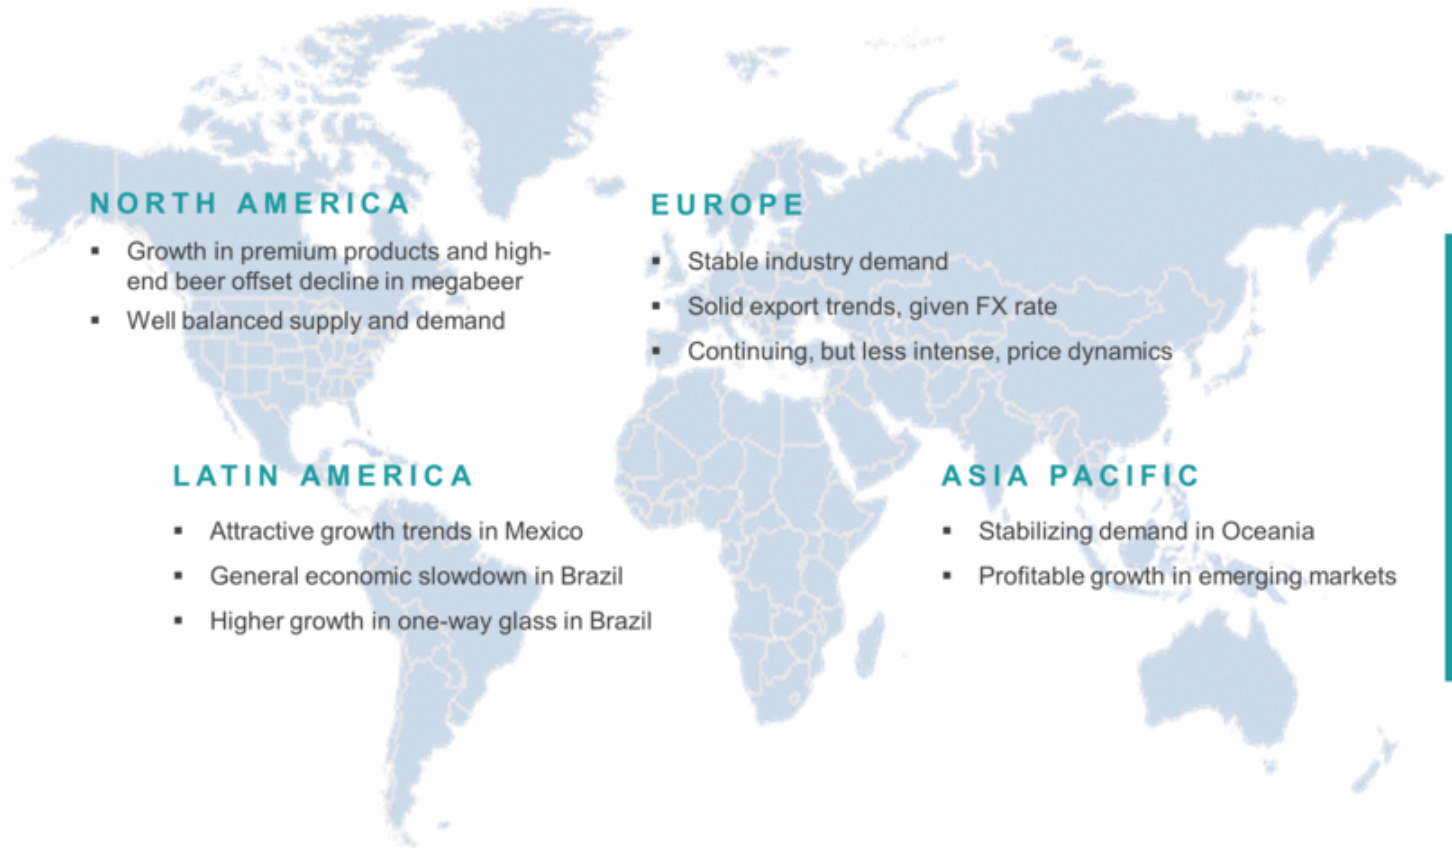 NORTH AMERICA
▪ Growth in premium products and high-
end beer offset decline in megabeer
▪ Well balanced supply and demand
EUROPE
▪ Stable industry demand
▪ Solid export trends, given FX rate
▪ Continuing, but less intense, price dynamics
LATIN AMERICA
▪ Attractive growth trends in Mexico
▪ General economic slowdown in Brazil
▪ Higher growth in one-way glass in Brazil
ASIA PACIFIC
▪ Stabilizing demand in Oceania
▪ Profitable growth in emerging markets